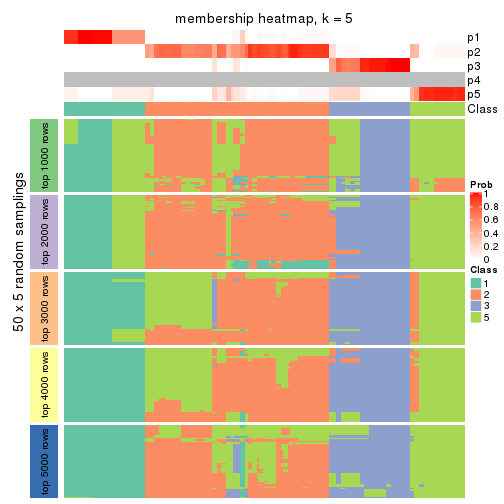 membership heatmap, k = 5
p1
p2
p3
p4
p5
Class
50 x 5 random samplings
top 1000 rows
top 2000 rows
top 3000 rows
top 4000 rows
top 5000 rows
Prob
1
0.8
0.6
0.4
0.2
0
Class
1
2
3
5